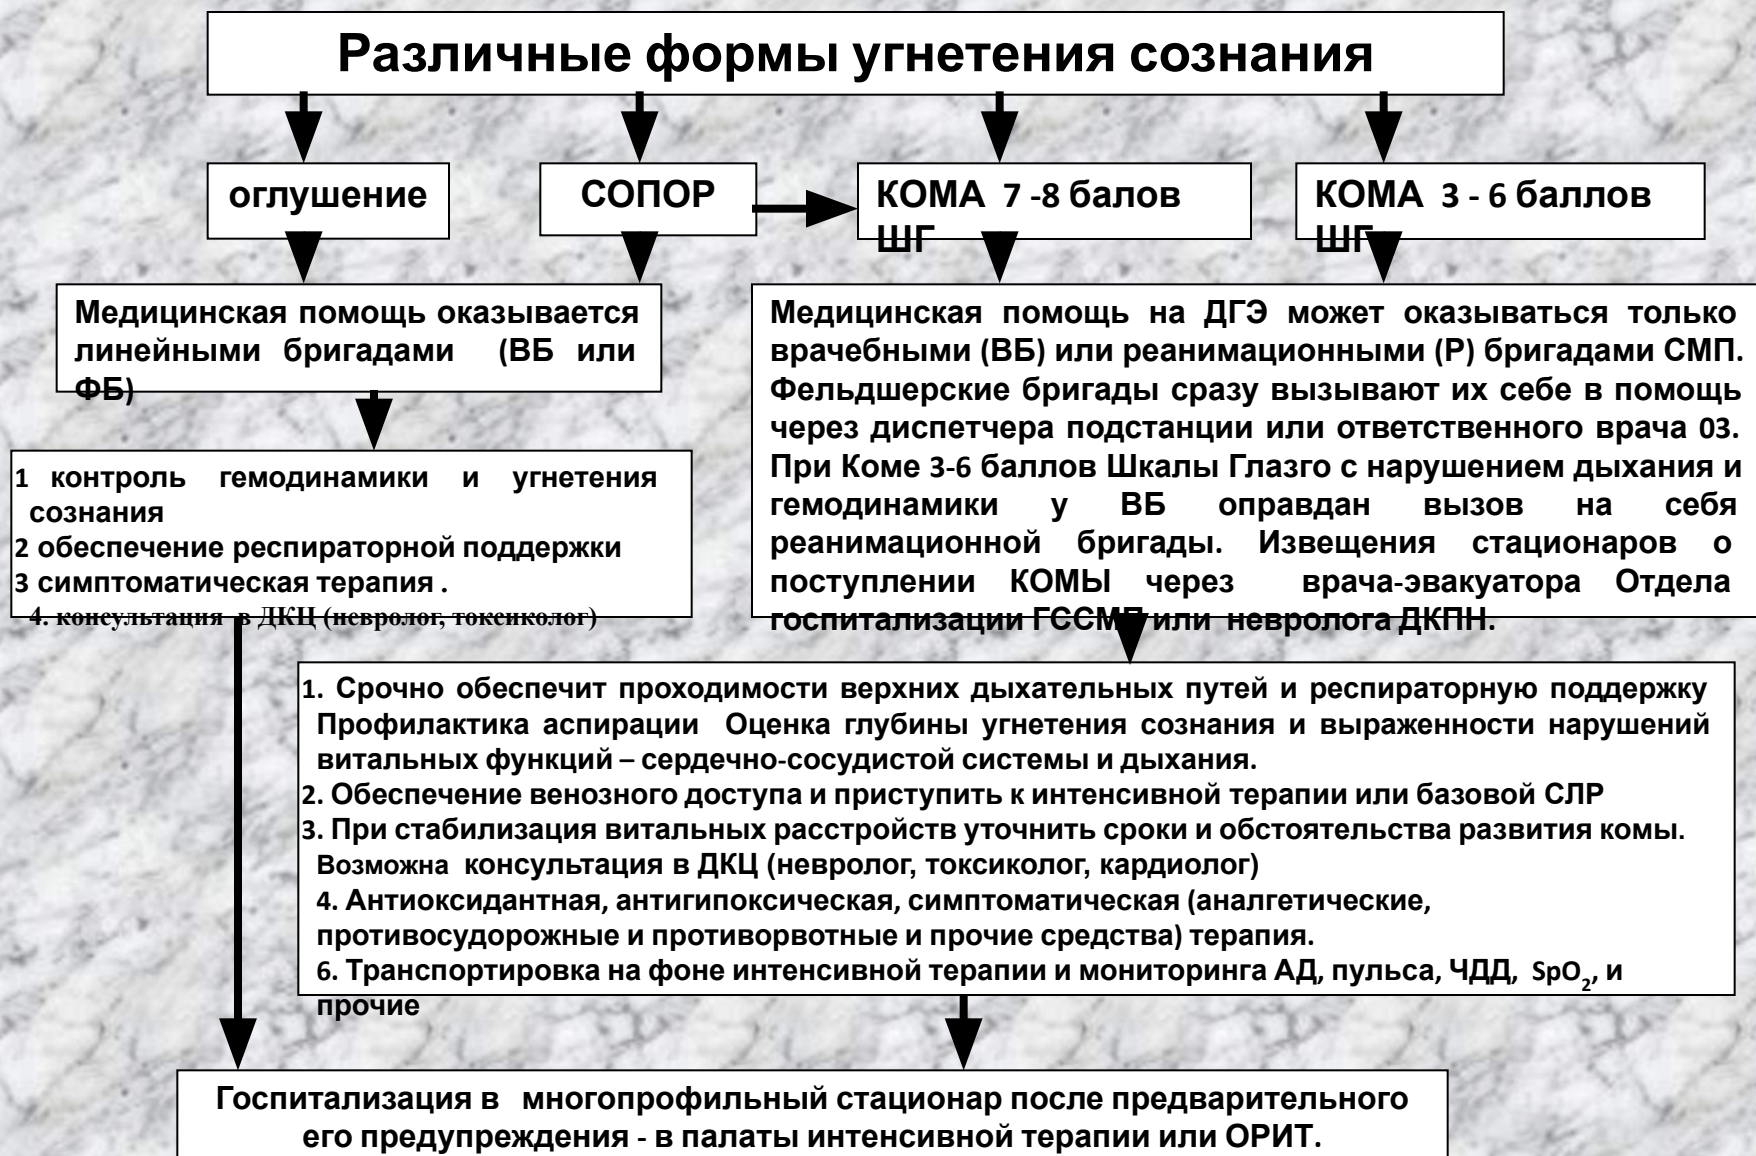 Различные формы угнетения сознания
оглушение
СОПОР
КОМА 7 -8 балов
ШГ
КОМА 3 - 6 баллов
ШГ
Медицинская помощь оказывается
линейными бригадами (ВБ или
ФБ)
Медицинская помощь на ДГЭ может оказываться только
врачебными (ВБ) или реанимационными (Р) бригадами СМП.
Фельдшерские бригады сразу вызывают их себе в помощь
через диспетчера подстанции или ответственного врача 03.
При Коме 3-6 баллов Шкалы Глазго с нарушением дыхания и
гемодинамики у ВБ оправдан вызов на себя
реанимационной бригады. Извещения стационаров о
поступлении КОМЫ через врача-эвакуатора Отдела
госпитализации ГССМП или невролога ДКПН.
1 контроль гемодинамики и угнетения
сознания
2 обеспечение респираторной поддержки
3 симптоматическая терапия .
4. консультация в ДКЦ (невролог, токсиколог)
1. Срочно обеспечит проходимости верхних дыхательных путей и респираторную поддержку
Профилактика аспирации Оценка глубины угнетения сознания и выраженности нарушений
витальных функций – сердечно-сосудистой системы и дыхания.
2. Обеспечение венозного доступа и приступить к интенсивной терапии или базовой СЛР
3. При стабилизация витальных расстройств уточнить сроки и обстоятельства развития комы.
Возможна консультация в ДКЦ (невролог, токсиколог, кардиолог)
4. Антиоксидантная, антигипоксическая, симптоматическая (аналгетические,
противосудорожные и противорвотные и прочие средства) терапия.
6. Транспортировка на фоне интенсивной терапии и мониторинга АД, пульса, ЧДД, SpO₂, и
прочие
Госпитализация в многопрофильный стационар после предварительного
его предупреждения - в палаты интенсивной терапии или ОРИТ.